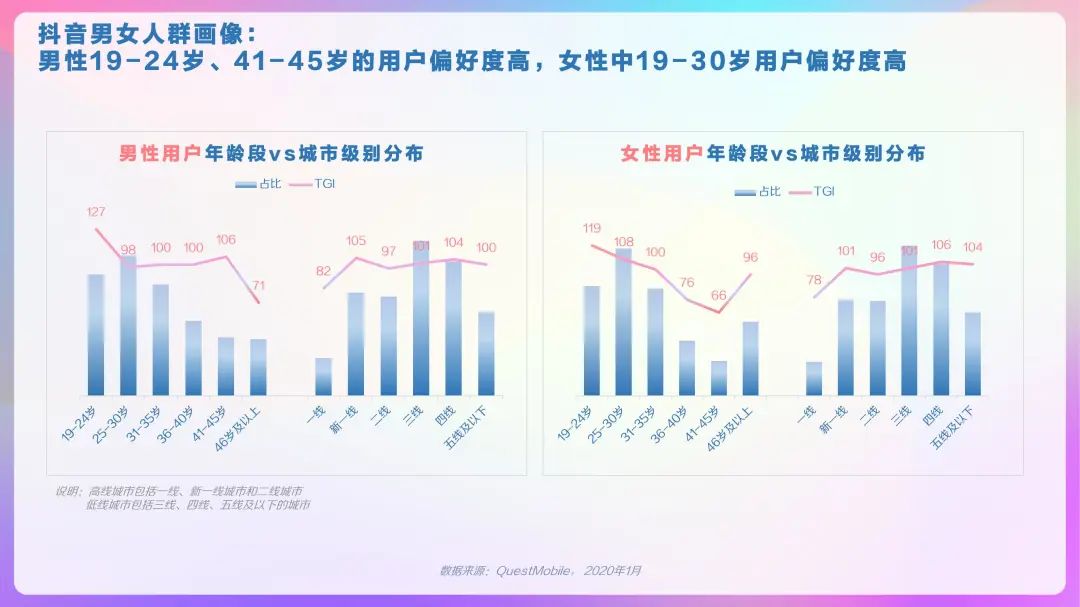 抖音男女人群画像：
男性19-24岁、41-45岁的用户偏好度高，女性中19-30岁用户偏好度高
男性用户年龄段vs城市级别分布
占比 TGI
127 98 100 100 106 71 82 105 97 101 104 100
19-24岁 25-30岁 31-35岁 36-40岁 41-45岁 46岁及以上 一线 新一线 二线 三线 四线 五线及以下
女性用户年龄段vs城市级别分布
占比 TGI
119 108 100 76 66 96 78 101 96 101 106 104
19-24岁 25-30岁 31-35岁 36-40岁 41-45岁 46岁及以上 一线 新一线 二线 三线 四线 五线及以下
说明：高线城市包括一线、新一线城市和二线城市
低线城市包括三线、四线、五线及以下的城市
数据来源：QuestMobile，2020年1月